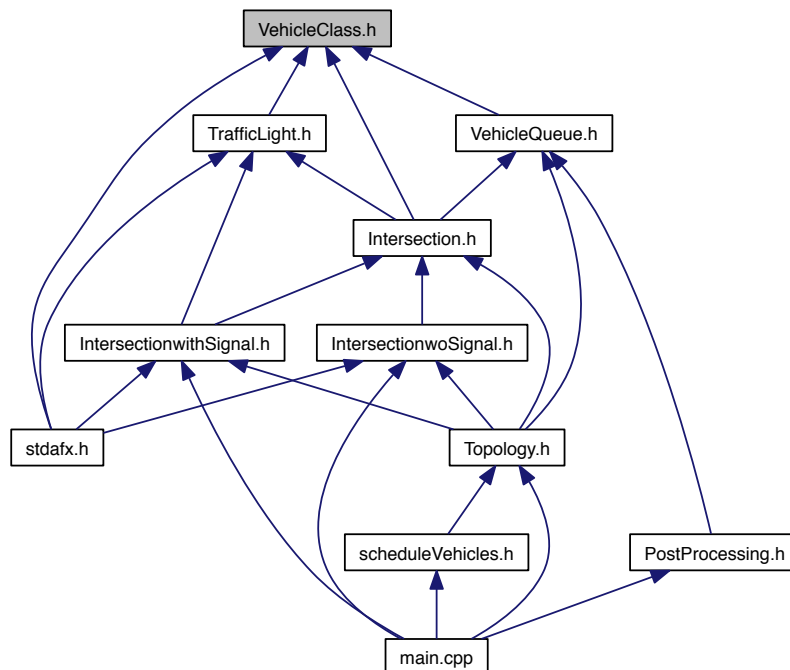 VehicleClass.h
TrafficLight.h
VehicleQueue.h
Intersection.h
IntersectionwithSignal.h
IntersectionwoSignal.h
stdafx.h
Topology.h
scheduleVehicles.h
PostProcessing.h
main.cpp